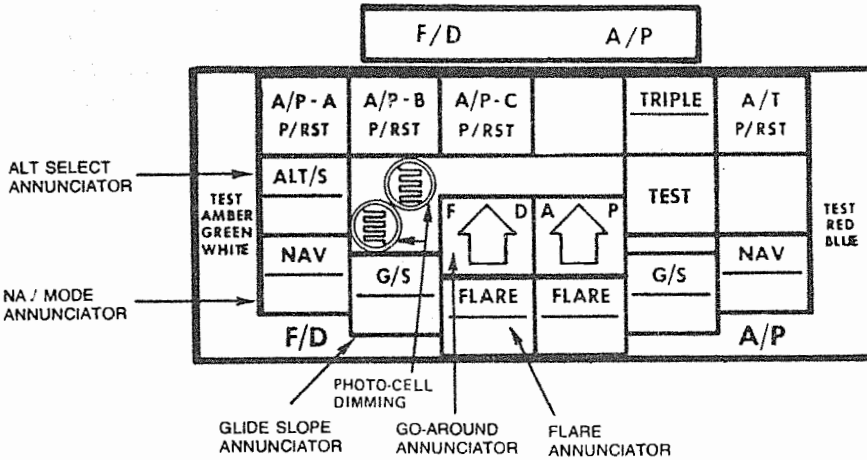 F/D A/P
A/P-A A/P-B A/P-C TRIPLE A/T
P/RST P/RST P/RST P/RST
ALT SELECT
ANNUNCIATOR
ALT/S
TEST
AMBER
GREEN
WHITE
F D A P
TEST
TEST
RED
BLUE
NAV
G/S
FLARE FLARE
G/S
NAV
NA/ MODE
ANNUNCIATOR
F/D A/P
PHOTO-CELL
DIMMING
GLIDE SLOPE
ANNUNCIATOR
GO-AROUND
ANNUNCIATOR
FLARE
ANNUNCIATOR